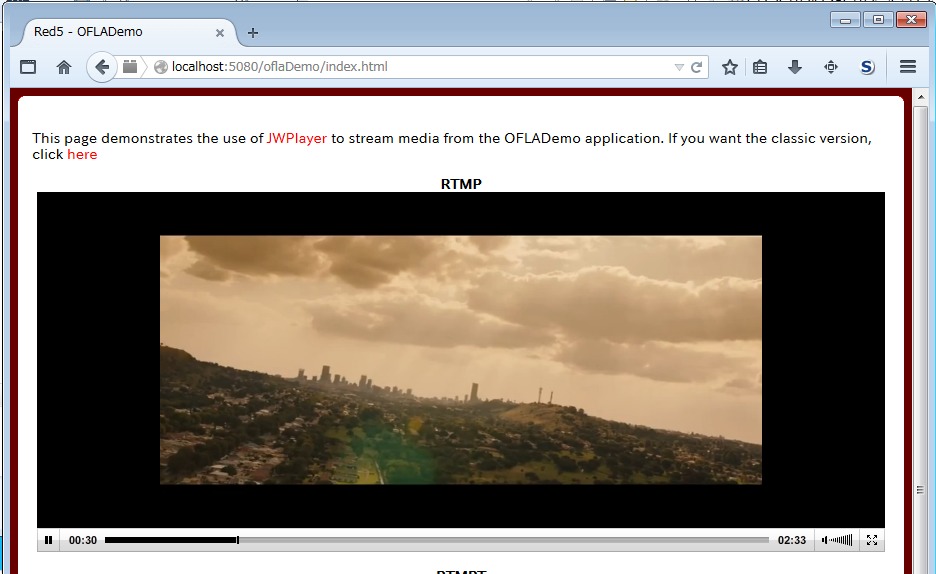 Red5 - OFLADemo
localhost:5080/oflaDemo/index.html
This page demonstrates the use of JWPlayer to stream media from the OFLADemo application. If you want the classic version,
click here
RTMP
00:30
02:33
RTMPT